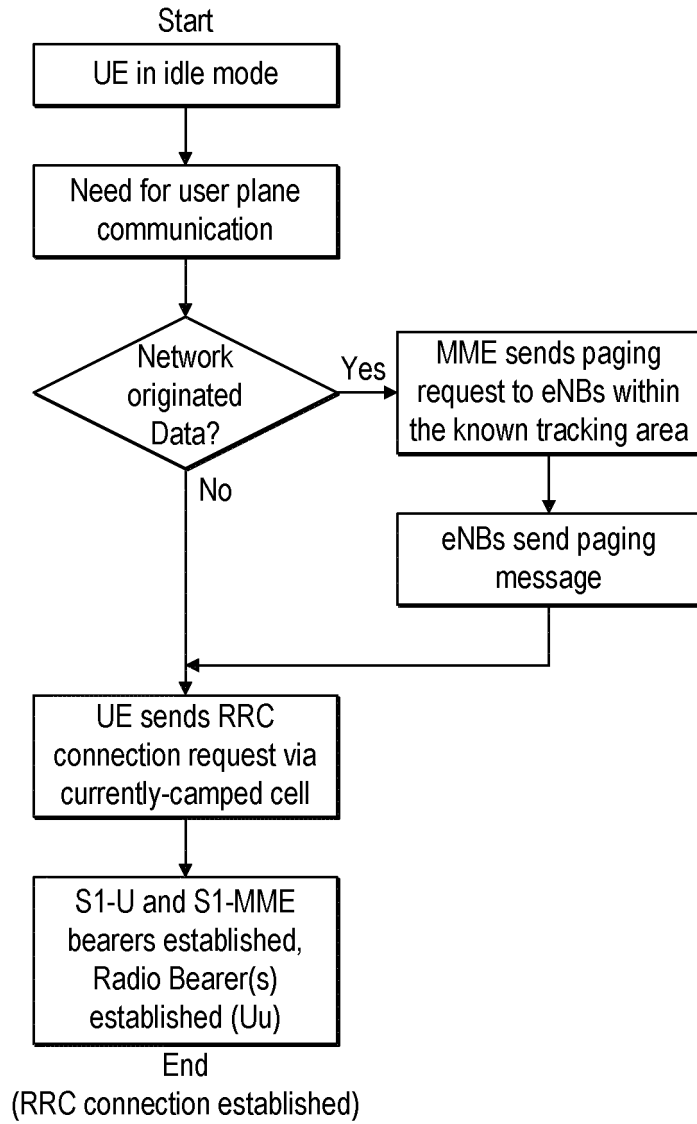 Start
UE in idle mode
Need for user plane
communication
Network
originated
Data?
Yes
MME sends paging
request to eNBs within
the known tracking area
No
eNBs send paging
message
UE sends RRC
connection request via
currently-camped cell
S1-U and S1-MME
bearers established,
Radio Bearer(s)
established (Uu)
End
(RRC connection established)